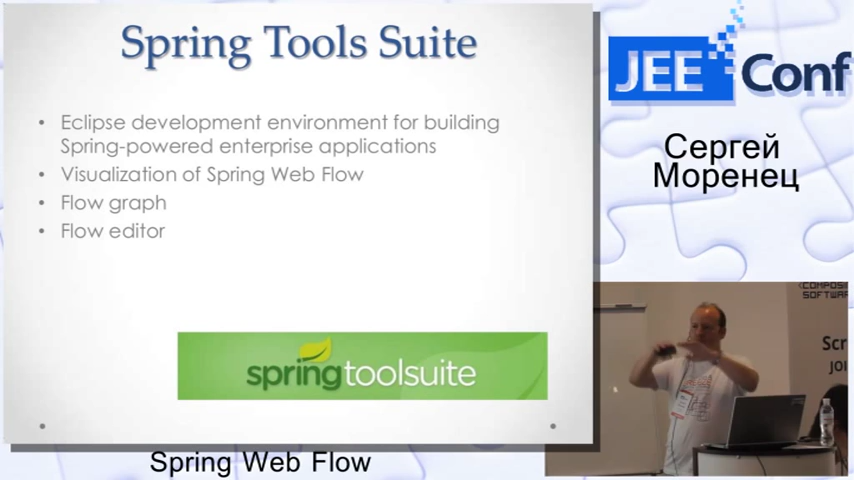 Spring Tools Suite
• Eclipse development environment for building
Spring-powered enterprise applications
• Visualization of Spring Web Flow
• Flow graph
• Flow editor
springtoolsuite
Spring Web Flow
JEE Conf
Сергей
Моренец